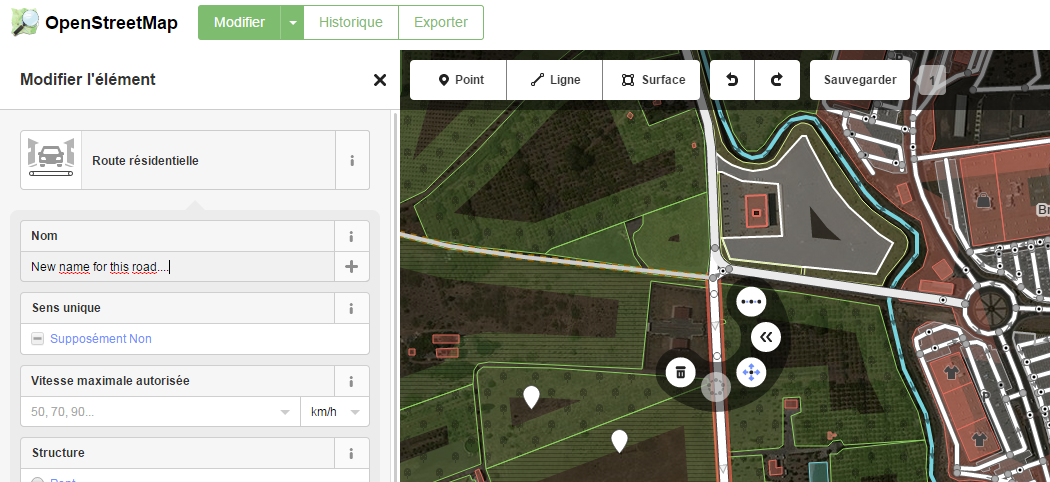 OpenStreetMap
Modifier
Historique
Exporter
Modifier l'élément
Point
Ligne
Surface
Sauvegarder
1
Route résidentielle
Nom
New name for this road....
Sens unique
Supposément Non
Vitesse maximale autorisée
50, 70, 90...
km/h
Structure
Pont
Br
P